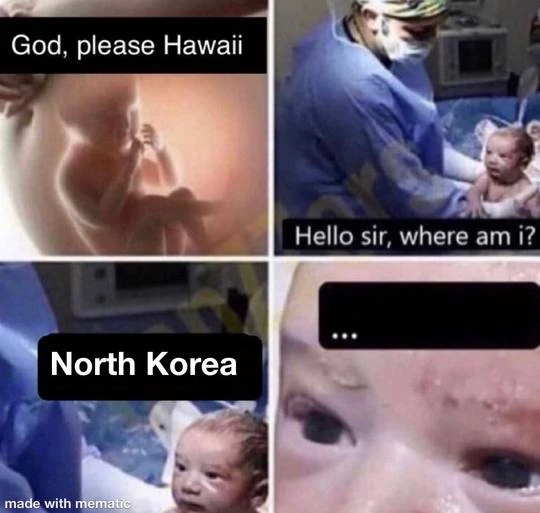 God, please Hawaii
Hello sir, where am i?
North Korea
...
made with mematic